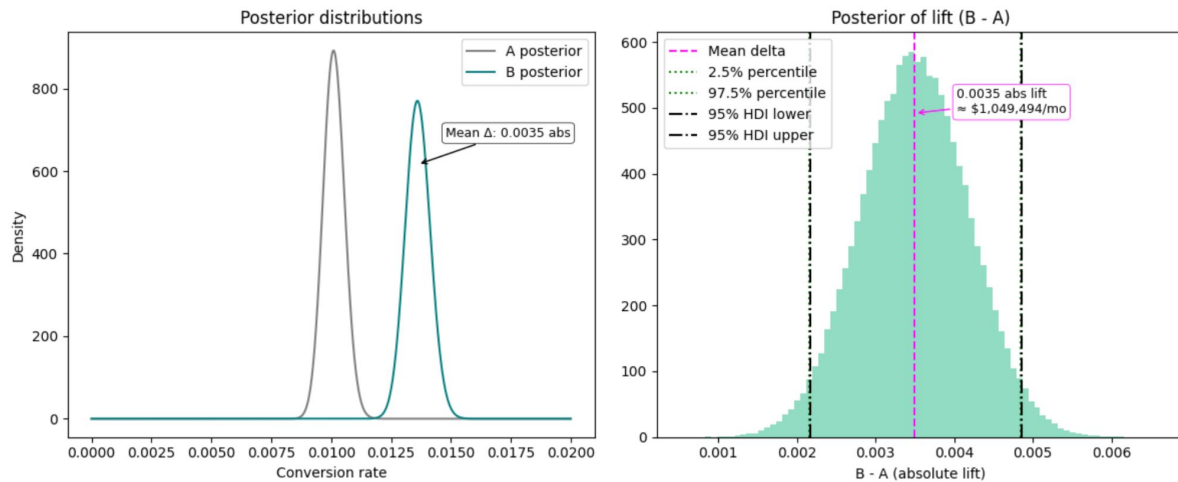 Posterior distributions
800
600
400
200
0
Density
A posterior
B posterior
Mean Δ: 0.0035 abs
0.0000 0.0025 0.0050 0.0075 0.0100 0.0125 0.0150 0.0175 0.0200
Conversion rate
Posterior of lift (B - A)
600
500
400
300
200
100
0
Mean delta
2.5% percentile
97.5% percentile
95% HDI lower
95% HDI upper
0.0035 abs lift
≈ $1,049,494/mo
0.001 0.002 0.003 0.004 0.005 0.006
B - A (absolute lift)